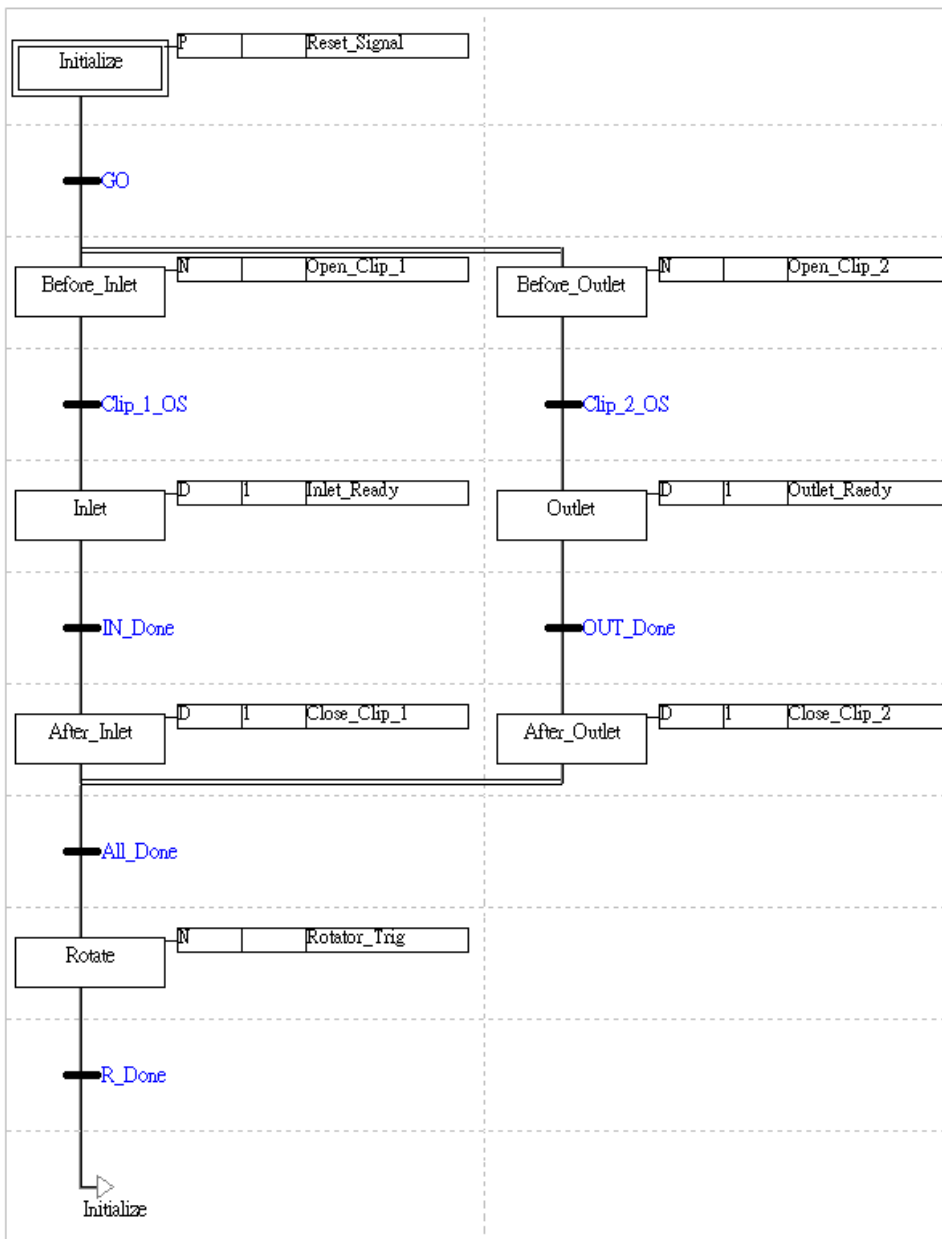 P Reset_Signal
Initialize
GO
N Open_Clip_1 N Open_Clip_2
Before_Inlet Before_Outlet
Clip_1_OS Clip_2_OS
D 1 Inlet_Ready D 1 Outlet_Raedy
Inlet Outlet
IN_Done OUT_Done
D 1 Close_Clip_1 D 1 Close_Clip_2
After_Inlet After_Outlet
All_Done
N Rotator_Trig
Rotate
R_Done
Initialize